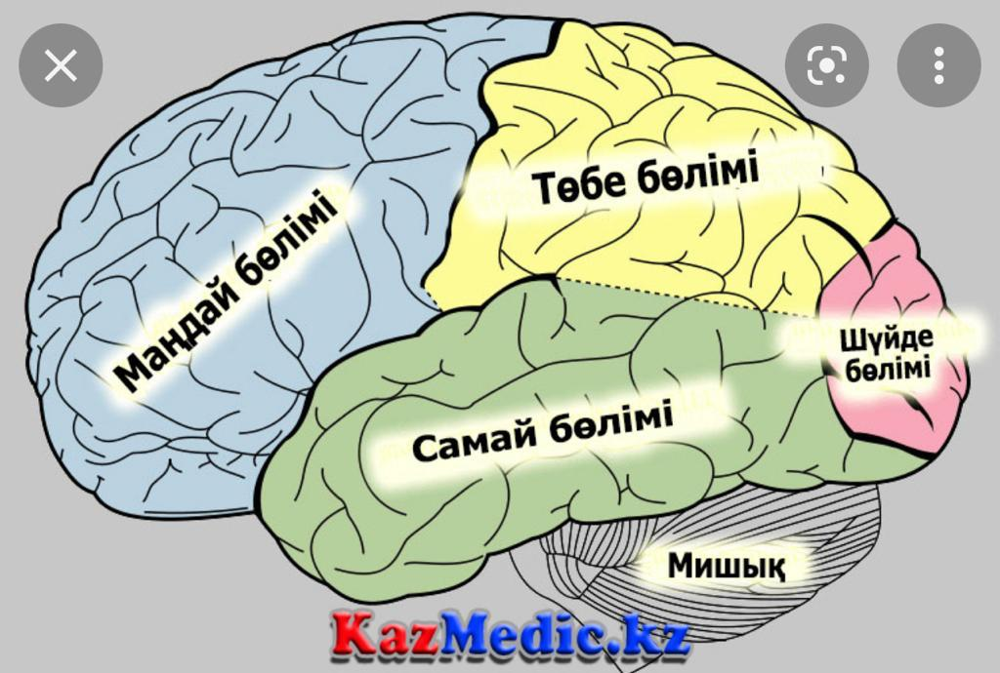 Төбе бөлімі
Маңдай бөлімі
Шүйде
бөлімі
Самай бөлімі
Мишық
KazMedic.kz